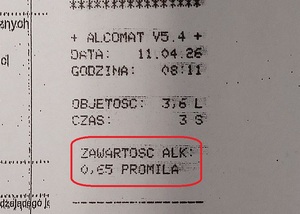 znych
**********************
+ ALCOMAT V5.4 +
DATA: 11.04.26
GODZINA: 08:11
OBJETOSC: 3,6 L
CZAS: 3 S
ZAWARTOSC ALK:
0,65 PROMILA